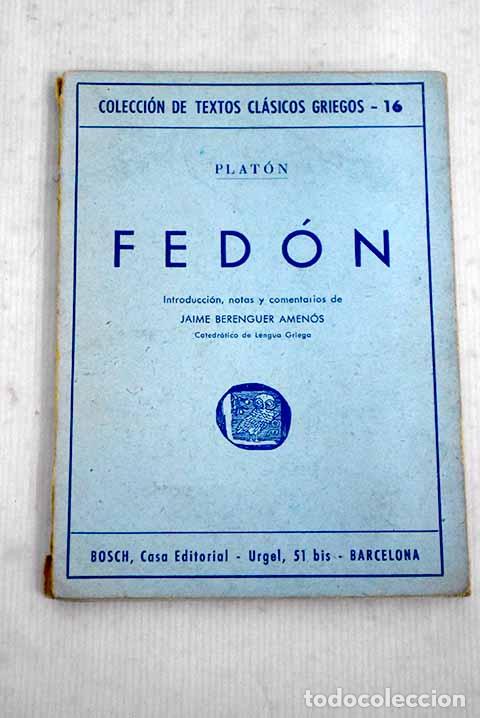 COLECCIÓN DE TEXTOS CLÁSICOS GRIEGOS - 16
PLATÓN
FEDÓN
Introducción, notas y comentarios de
JAIME BERENGUER AMENÓS
Catedrático de Lengua Griega
BOSCH, Casa Editorial - Urgel, 51 bis - BARCELONA
todocoleccion